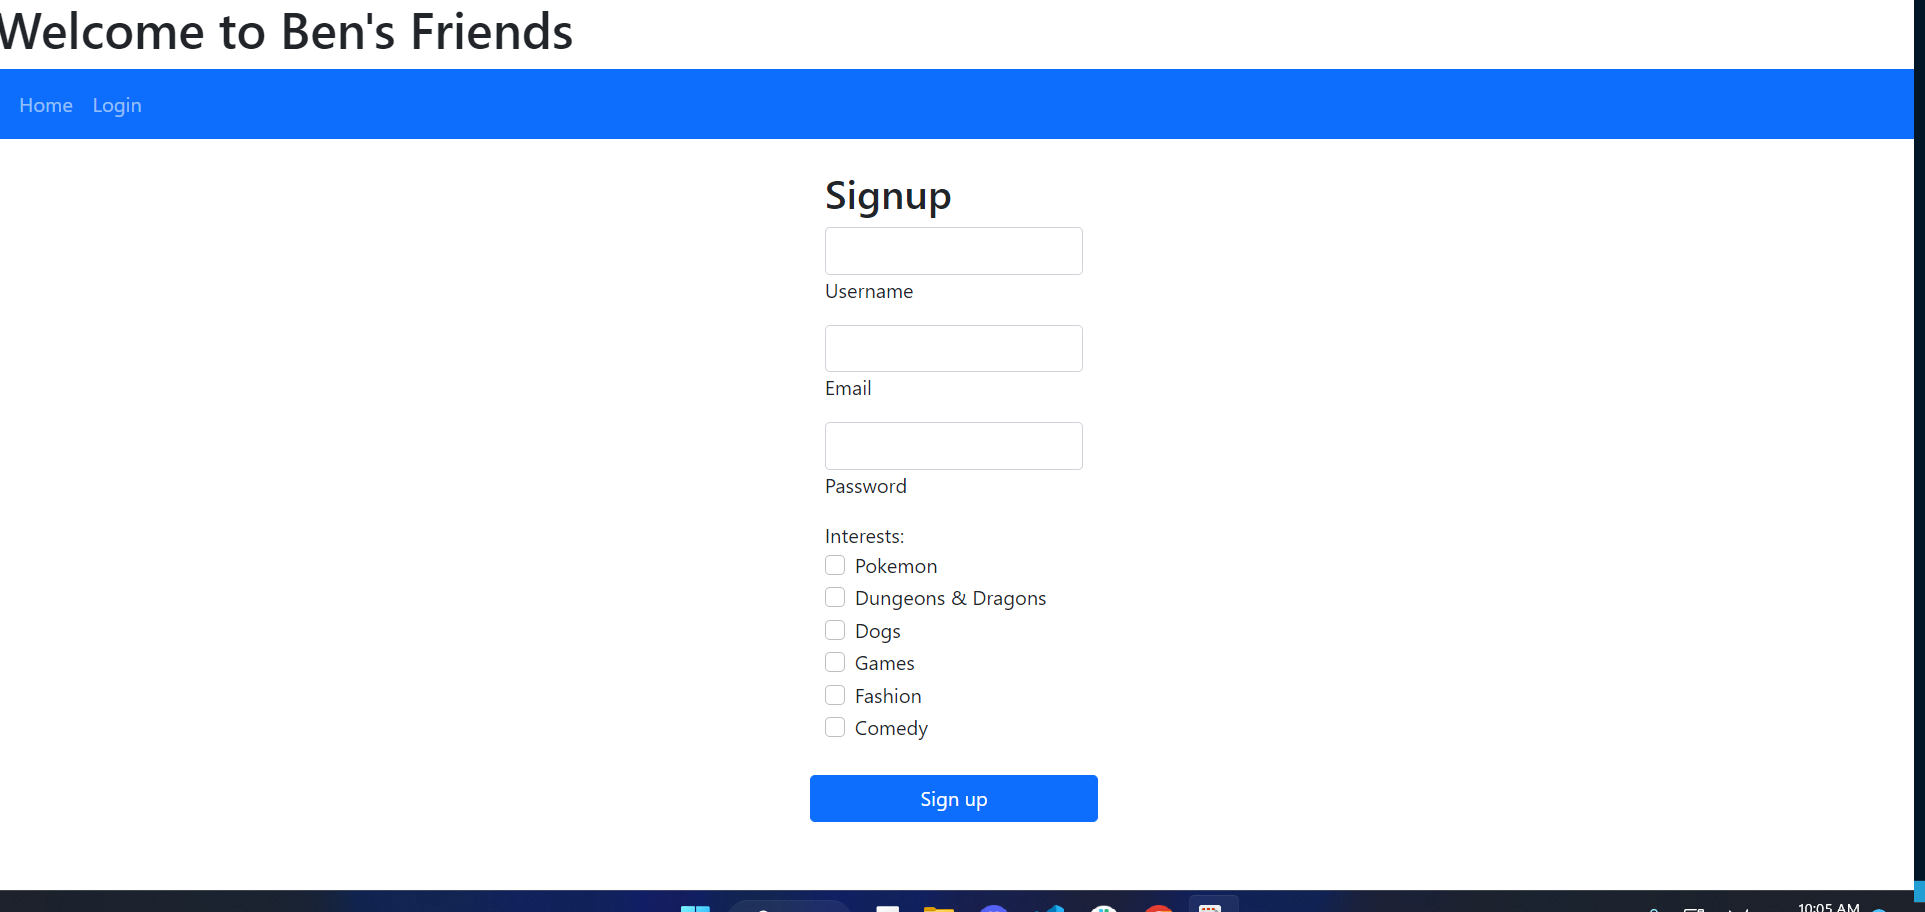 Welcome to Ben's Friends
Home Login
Signup
Username
Email
Password
Interests:
Pokemon
Dungeons & Dragons
Dogs
Games
Fashion
Comedy
Sign up
10:05 AM